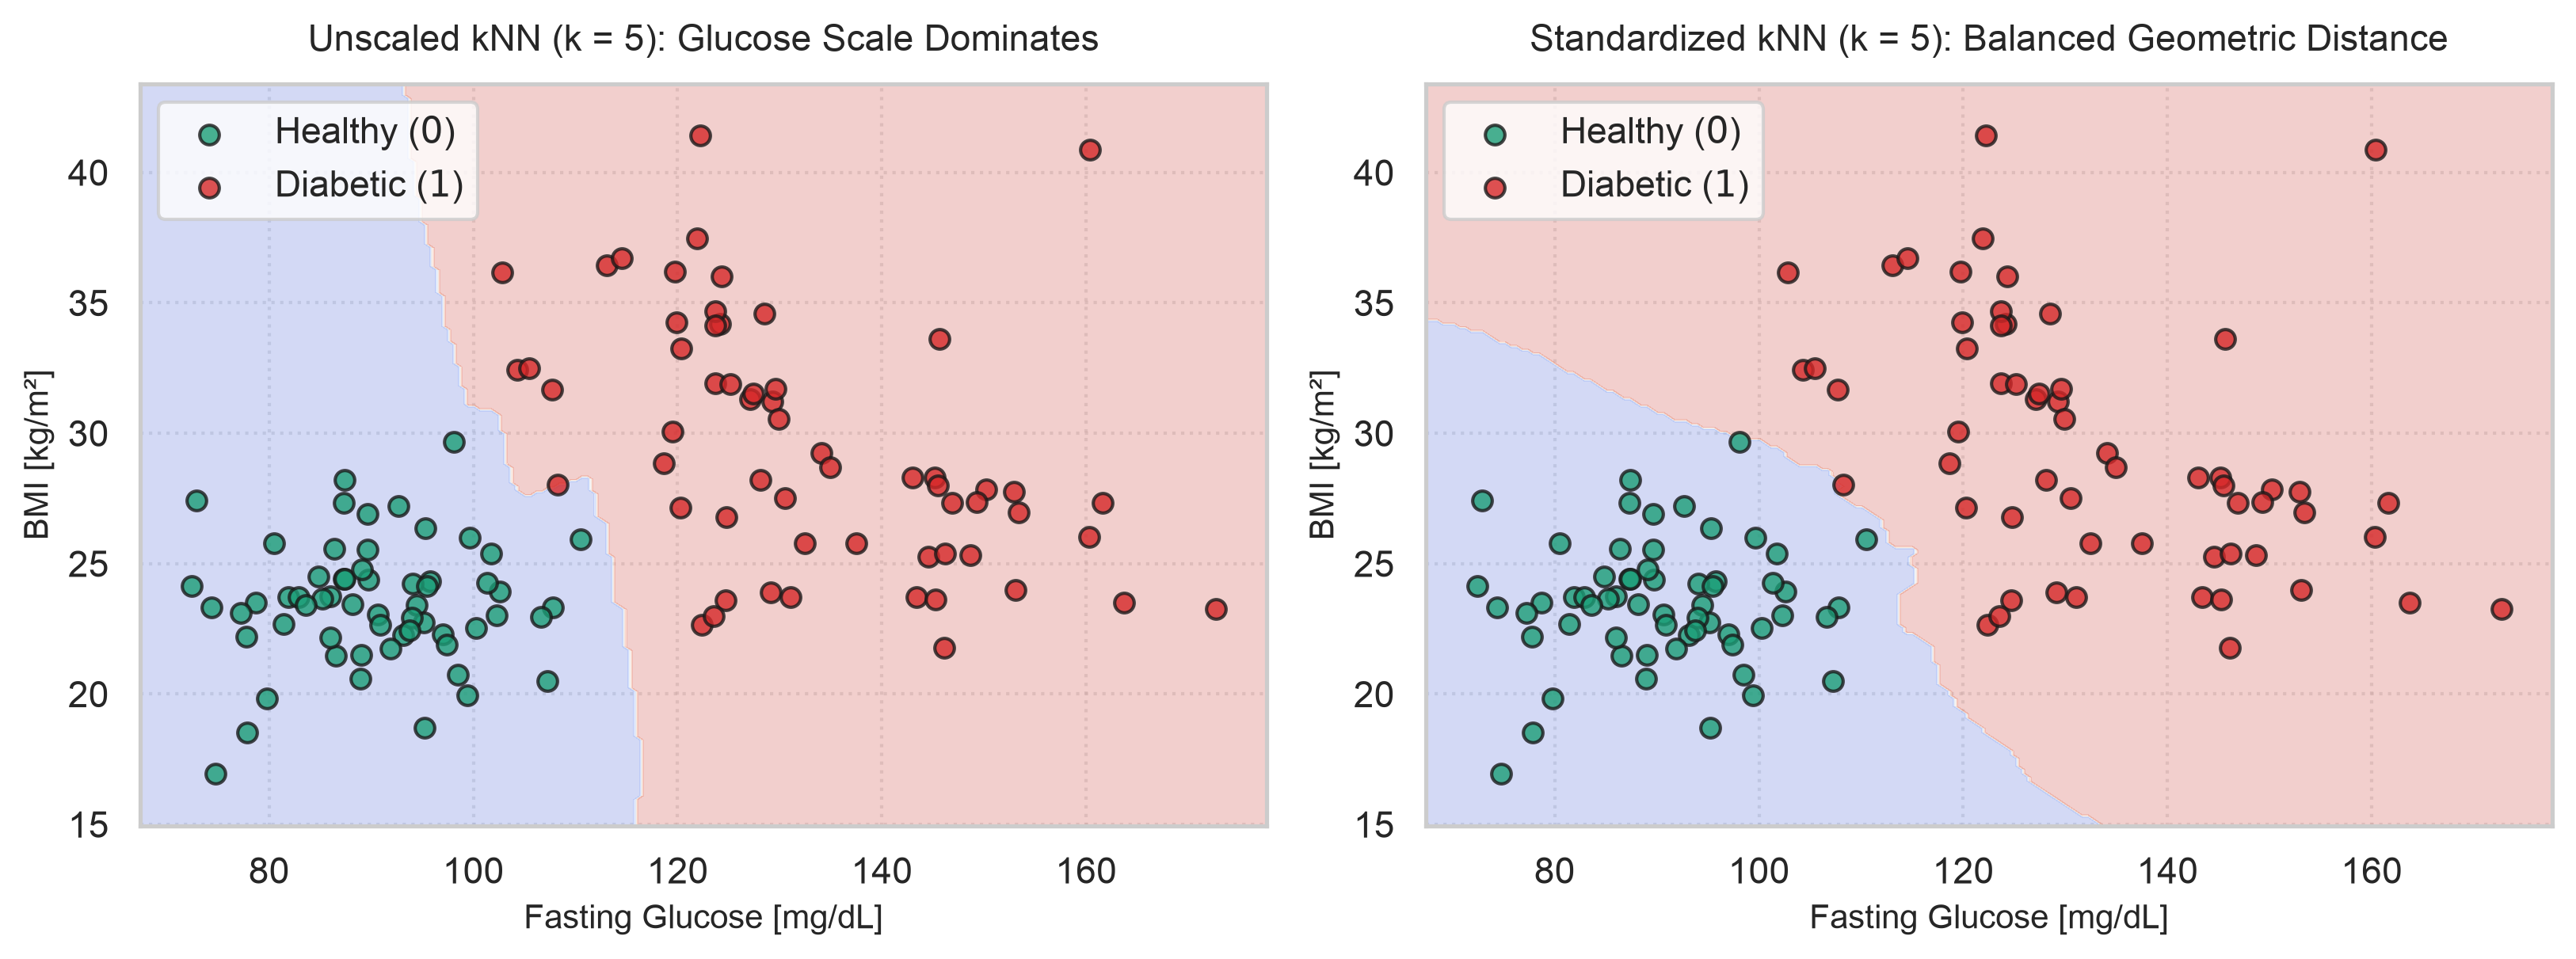 Unscaled kNN (k = 5): Glucose Scale Dominates
Healthy (0)
Diabetic (1)
40
35
30
25
20
15
BMI [kg/m²]
80 100 120 140 160
Fasting Glucose [mg/dL]
Standardized kNN (k = 5): Balanced Geometric Distance
Healthy (0)
Diabetic (1)
40
35
30
25
20
15
BMI [kg/m²]
80 100 120 140 160
Fasting Glucose [mg/dL]